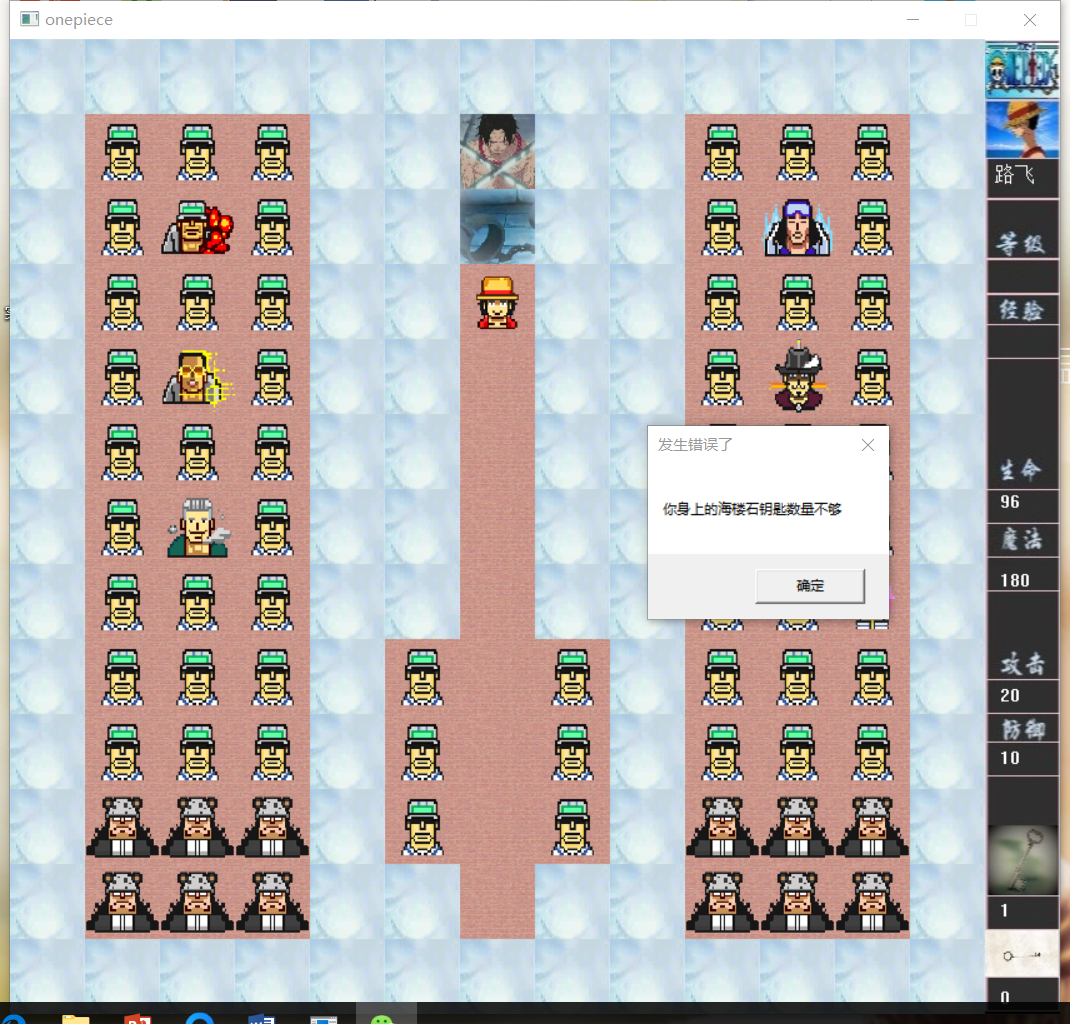 onepiece
路飞
等级
经验
发生错误了
你身上的海楼石钥匙数量不够
确定
生命
96
魔法
180
攻击
20
防御
10
1
0